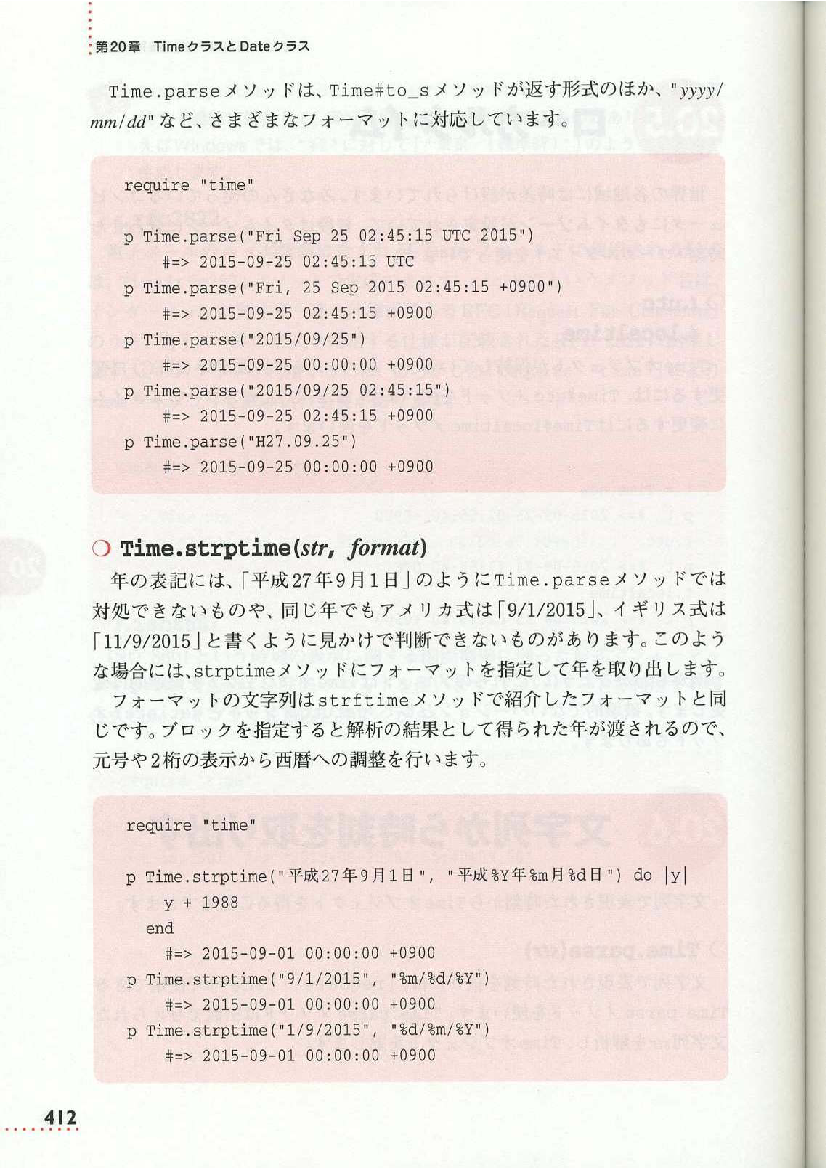 第20章 TimeクラスとDateクラス
Time.parseメソッドは、Time#to_sメソッドが返す形式のほか、"yyyy/
mm/dd"など、さまざまなフォーマットに対応しています。
require "time"
p Time.parse("Fri Sep 25 02:45:15 UTC 2015")
#=> 2015-09-25 02:45:15 UTC
p Time.parse("Fri, 25 Sep 2015 02:45:15 +0900")
#=> 2015-09-25 02:45:15 +0900
p Time.parse("2015/09/25")
#=> 2015-09-25 00:00:00 +0900
p Time.parse("2015/09/25 02:45:15")
#=> 2015-09-25 02:45:15 +0900
p Time.parse("H27.09.25")
#=> 2015-09-25 00:00:00 +0900
❍ Time.strptime(str, format)
年の表記には、「平成27年9月1日」のようにTime.parseメソッドでは
対処できないものや、同じ年でもアメリカ式は「9/1/2015」、イギリス式は
「11/9/2015」と書くように見かけで判断できないものがあります。このよう
な場合には、strptimeメソッドにフォーマットを指定して年を取り出します。
フォーマットの文字列はstrftimeメソッドで紹介したフォーマットと同
じです。ブロックを指定すると解析の結果として得られた年が渡されるので、
元号や2桁の表示から西暦への調整を行います。
require "time"
p Time.strptime("平成27年9月1日", "平成%Y年%m月%d日") do |y|
y + 1988
end
#=> 2015-09-01 00:00:00 +0900
p Time.strptime("9/1/2015", "%m/%d/%Y")
#=> 2015-09-01 00:00:00 +0900
p Time.strptime("1/9/2015", "%d/%m/%Y")
#=> 2015-09-01 00:00:00 +0900
412